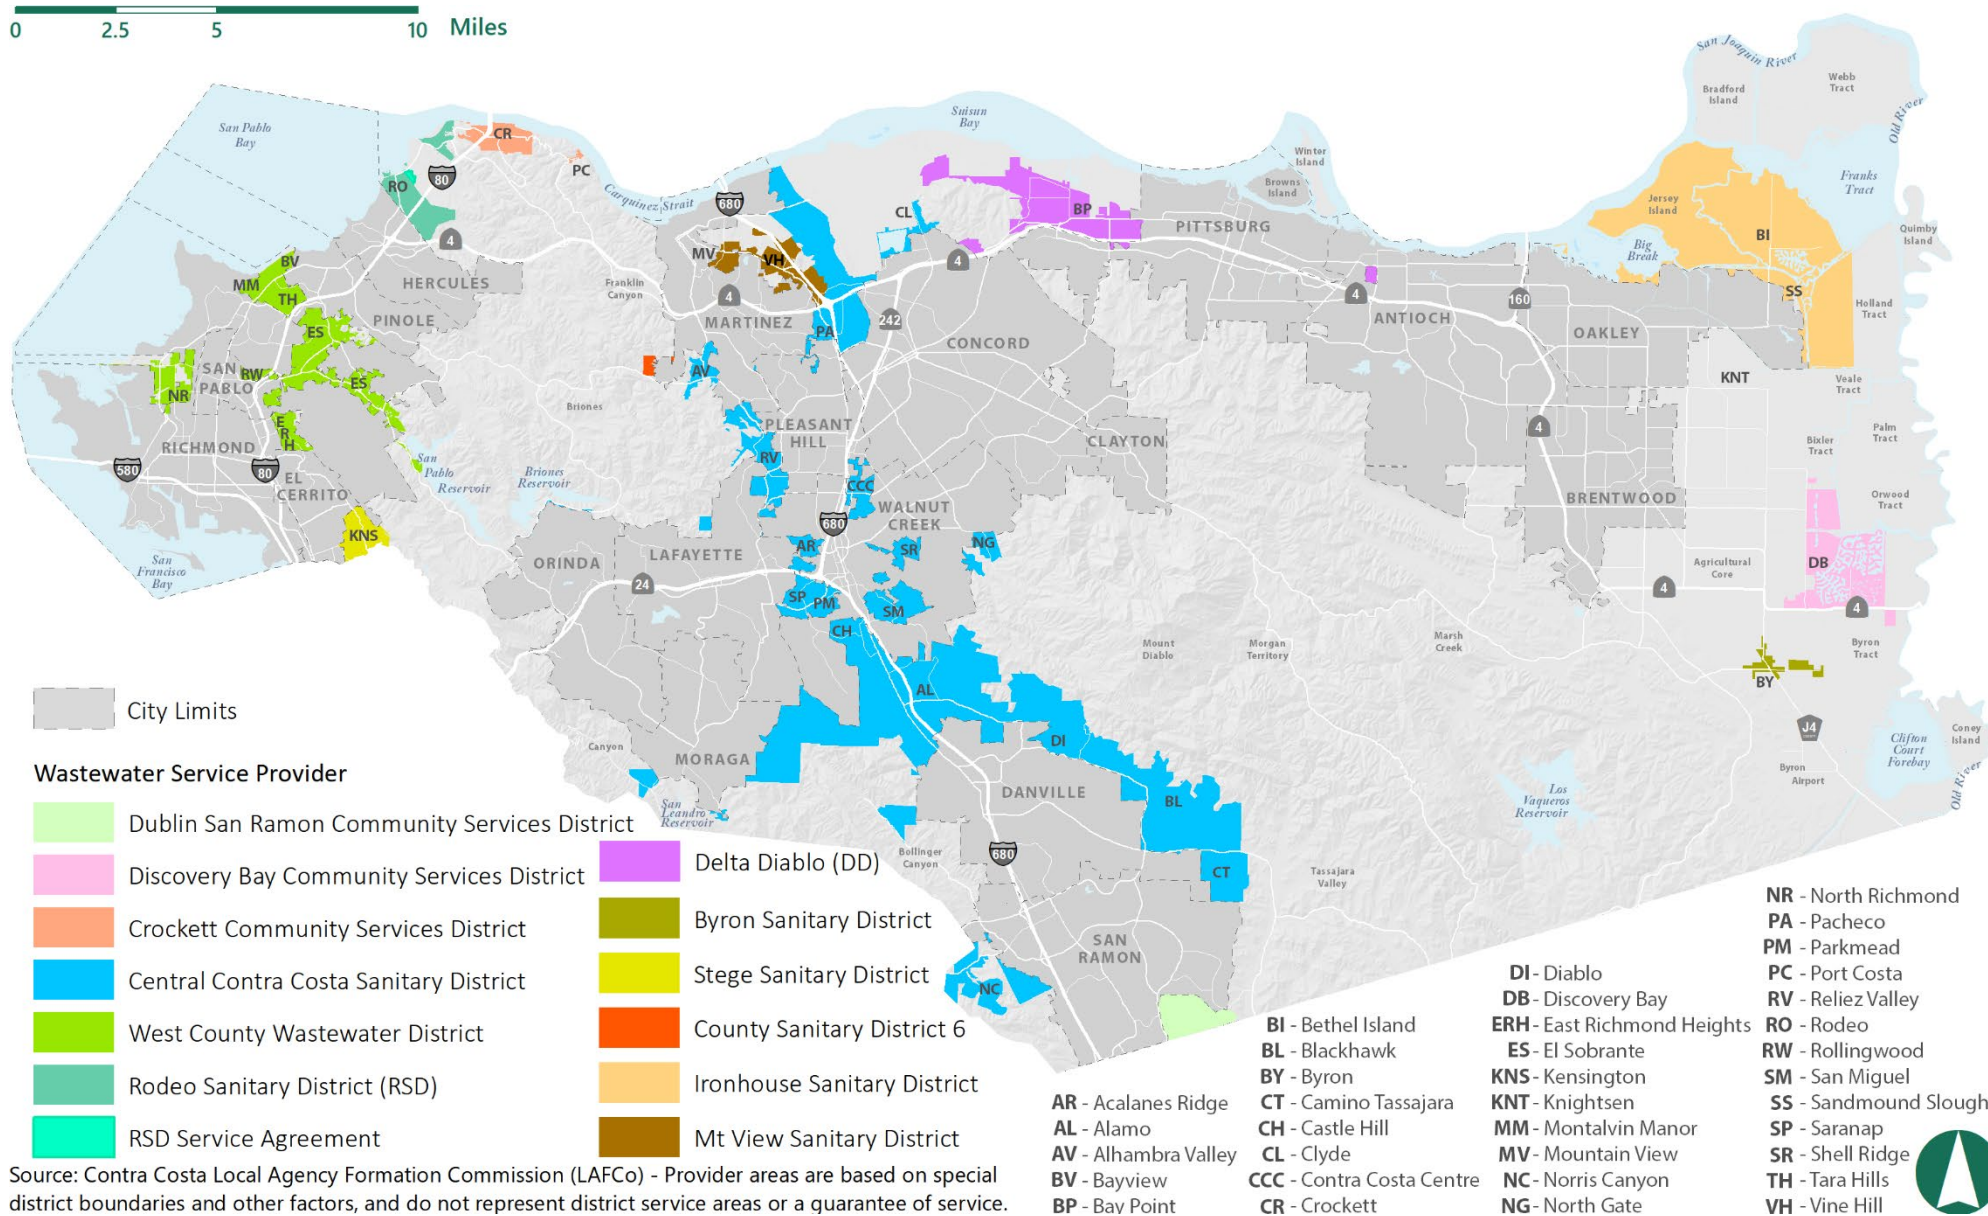 0 2.5 5 10 Miles
San Pablo
Bay
Suisun
Bay
San Joaquin River
Webb
Tract
Bradford
Island
Old River
Winter
Island
Browns
Island
Franks
Tract
Jersey
Island
Quimby
Island
Big
Break
Holland
Tract
Veale
Tract
Palm
Tract
Bixler
Tract
Orwood
Tract
Byron
Tract
Coney
Island
Clifton
Court
Forebay
Old River
Byron
Airport
J4
Carquinez Strait
CR
PC
RO
80
4
680
CL
BP
PITTSBURG
BI
SS
BV
MM
TH
HERCULES
PINOLE
Franklin
Canyon
MV
VH
4
MARTINEZ
PA
242
4
CONCORD
4
ANTIOCH
160
OAKLEY
KNT
ES
SAN
PABLO
RW
ES
NR
E
R
H
RICHMOND
580
80
EL
CERRITO
KNS
San
Francisco
Bay
San
Pablo
Reservoir
Briones
Briones
Reservoir
AV
PLEASANT
HILL
RV
CCC
CLAYTON
WALNUT
CREEK
680
4
BRENTWOOD
ORINDA
LAFAYETTE
24
AR
SR
NG
SP
PM
SM
CH
AL
Agricultural
Core
4
DB
4
BY
Mount
Diablo
Morgan
Territory
Marsh
Creek
Canyon
MORAGA
San
Leandro
Reservoir
DI
DANVILLE
BL
CT
Los
Vaqueros
Reservoir
Bollinger
Canyon
680
Tassajara
Valley
SAN
RAMON
NC
City Limits
Wastewater Service Provider
Dublin San Ramon Community Services District
Discovery Bay Community Services District
Crockett Community Services District
Central Contra Costa Sanitary District
West County Wastewater District
Rodeo Sanitary District (RSD)
RSD Service Agreement
Delta Diablo (DD)
Byron Sanitary District
Stege Sanitary District
County Sanitary District 6
Ironhouse Sanitary District
Mt View Sanitary District
AR - Acalanes Ridge
AL - Alamo
AV - Alhambra Valley
BV - Bayview
BP - Bay Point
BI - Bethel Island
BL - Blackhawk
BY - Byron
CT - Camino Tassajara
CH - Castle Hill
CL - Clyde
CCC - Contra Costa Centre
CR - Crockett
DI - Diablo
DB - Discovery Bay
ERH - East Richmond Heights
ES - El Sobrante
KNS - Kensington
KNT - Knightsen
MM - Montalvin Manor
MV - Mountain View
NC - Norris Canyon
NG - North Gate
NR - North Richmond
PA - Pacheco
PM - Parkmead
PC - Port Costa
RV - Reliez Valley
RO - Rodeo
RW - Rollingwood
SM - San Miguel
SS - Sandmound Slough
SP - Saranap
SR - Shell Ridge
TH - Tara Hills
VH - Vine Hill
Source: Contra Costa Local Agency Formation Commission (LAFCo) - Provider areas are based on special
district boundaries and other factors, and do not represent district service areas or a guarantee of service.